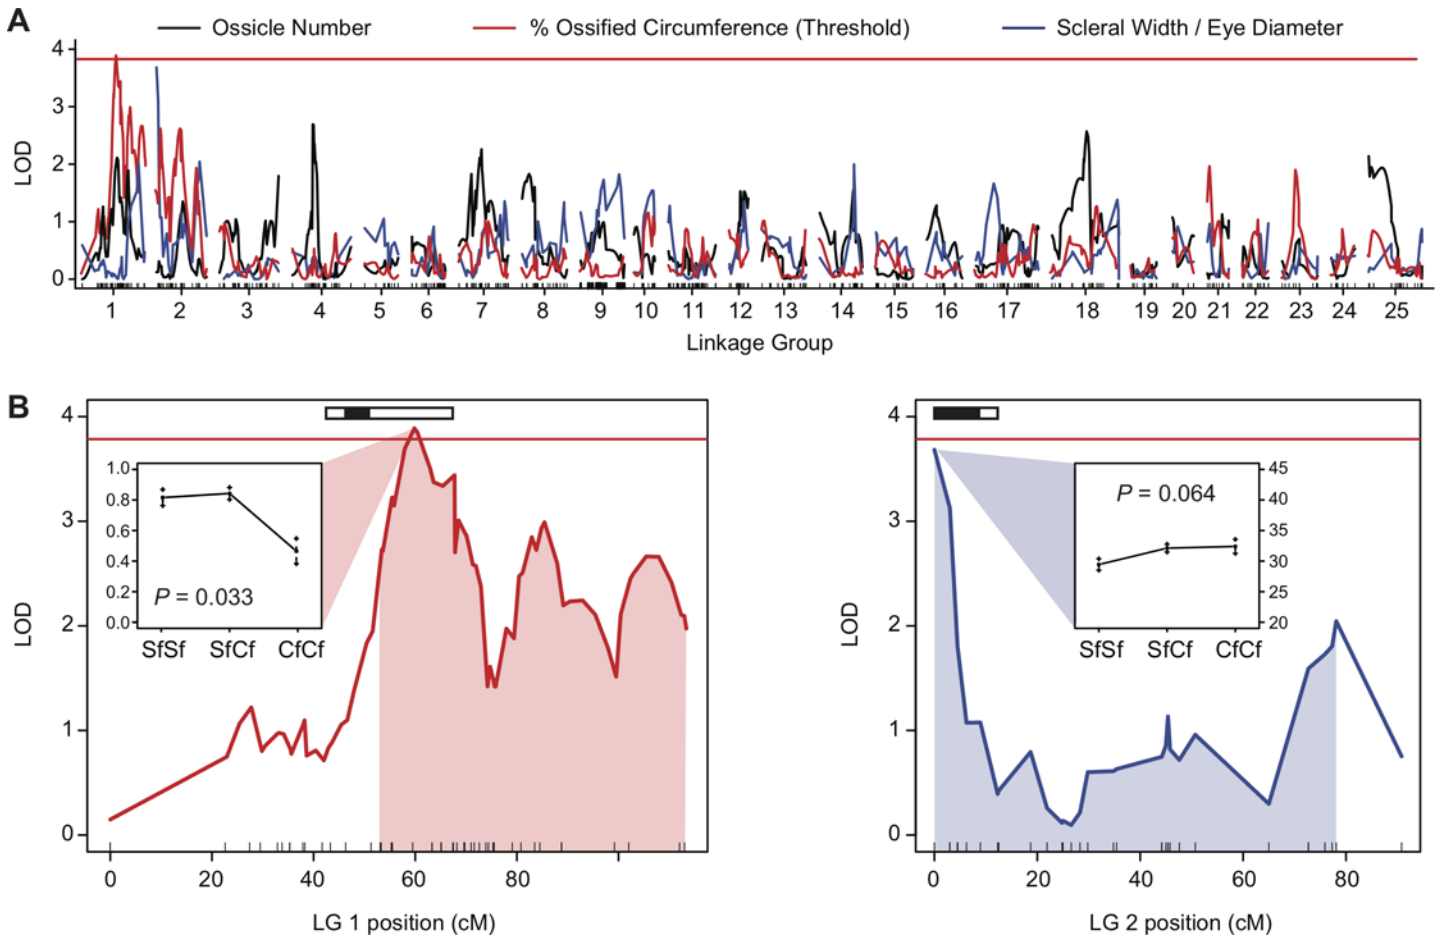 A
Ossicle Number
% Ossified Circumference (Threshold)
Scleral Width / Eye Diameter
4
3
2
1
0
LOD
1 2 3 4 5 6 7 8 9 10 11 12 13 14 15 16 17 18 19 20 21 22 23 24 25
Linkage Group
B
4
3
2
1
0
LOD
1.0
0.8
0.6
0.4
0.2
0.0
P = 0.033
SfSf SfCf CfCf
0 20 40 60 80
LG 1 position (cM)
4
3
2
1
0
LOD
P = 0.064
45
40
35
30
25
20
SfSf SfCf CfCf
0 20 40 60 80
LG 2 position (cM)